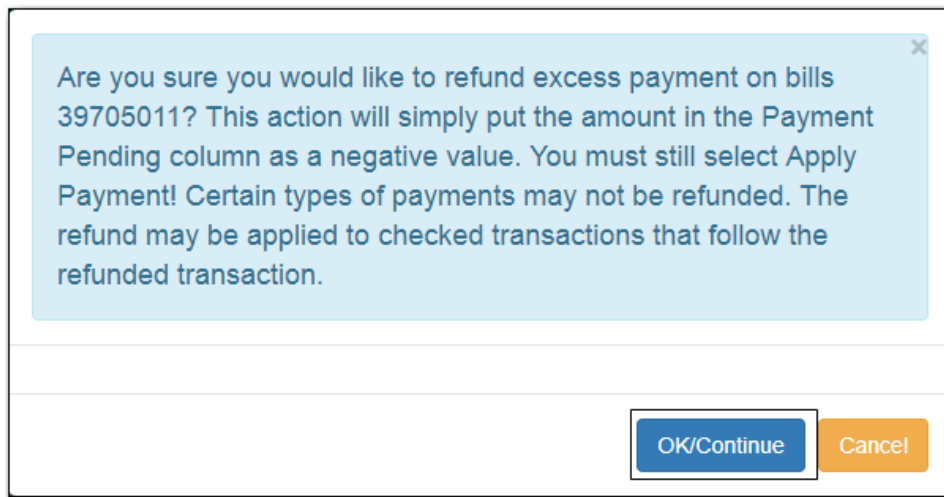 Are you sure you would like to refund excess payment on bills
39705011? This action will simply put the amount in the Payment
Pending column as a negative value. You must still select Apply
Payment! Certain types of payments may not be refunded. The
refund may be applied to checked transactions that follow the
refunded transaction.
×
OK/Continue Cancel